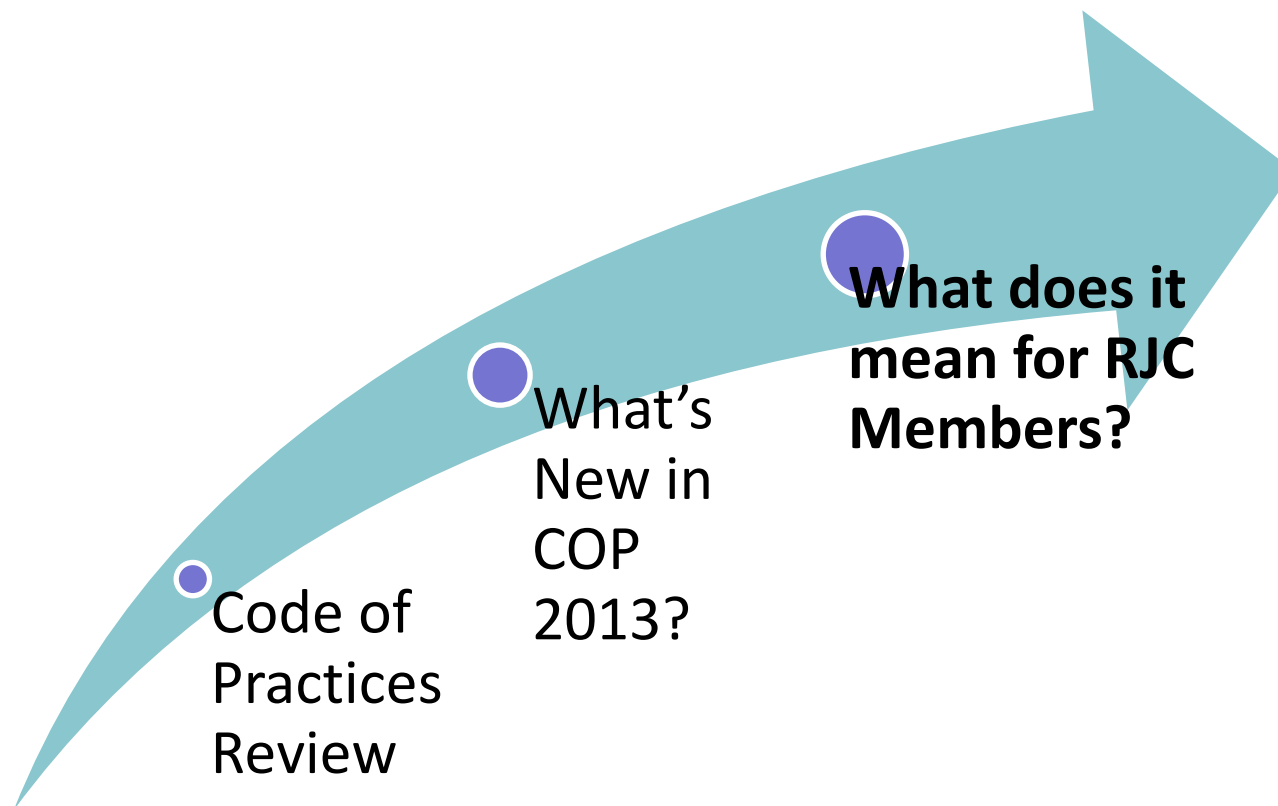 Code of
Practices
Review
What’s
New in
COP
2013?
What does it
mean for RJC
Members?